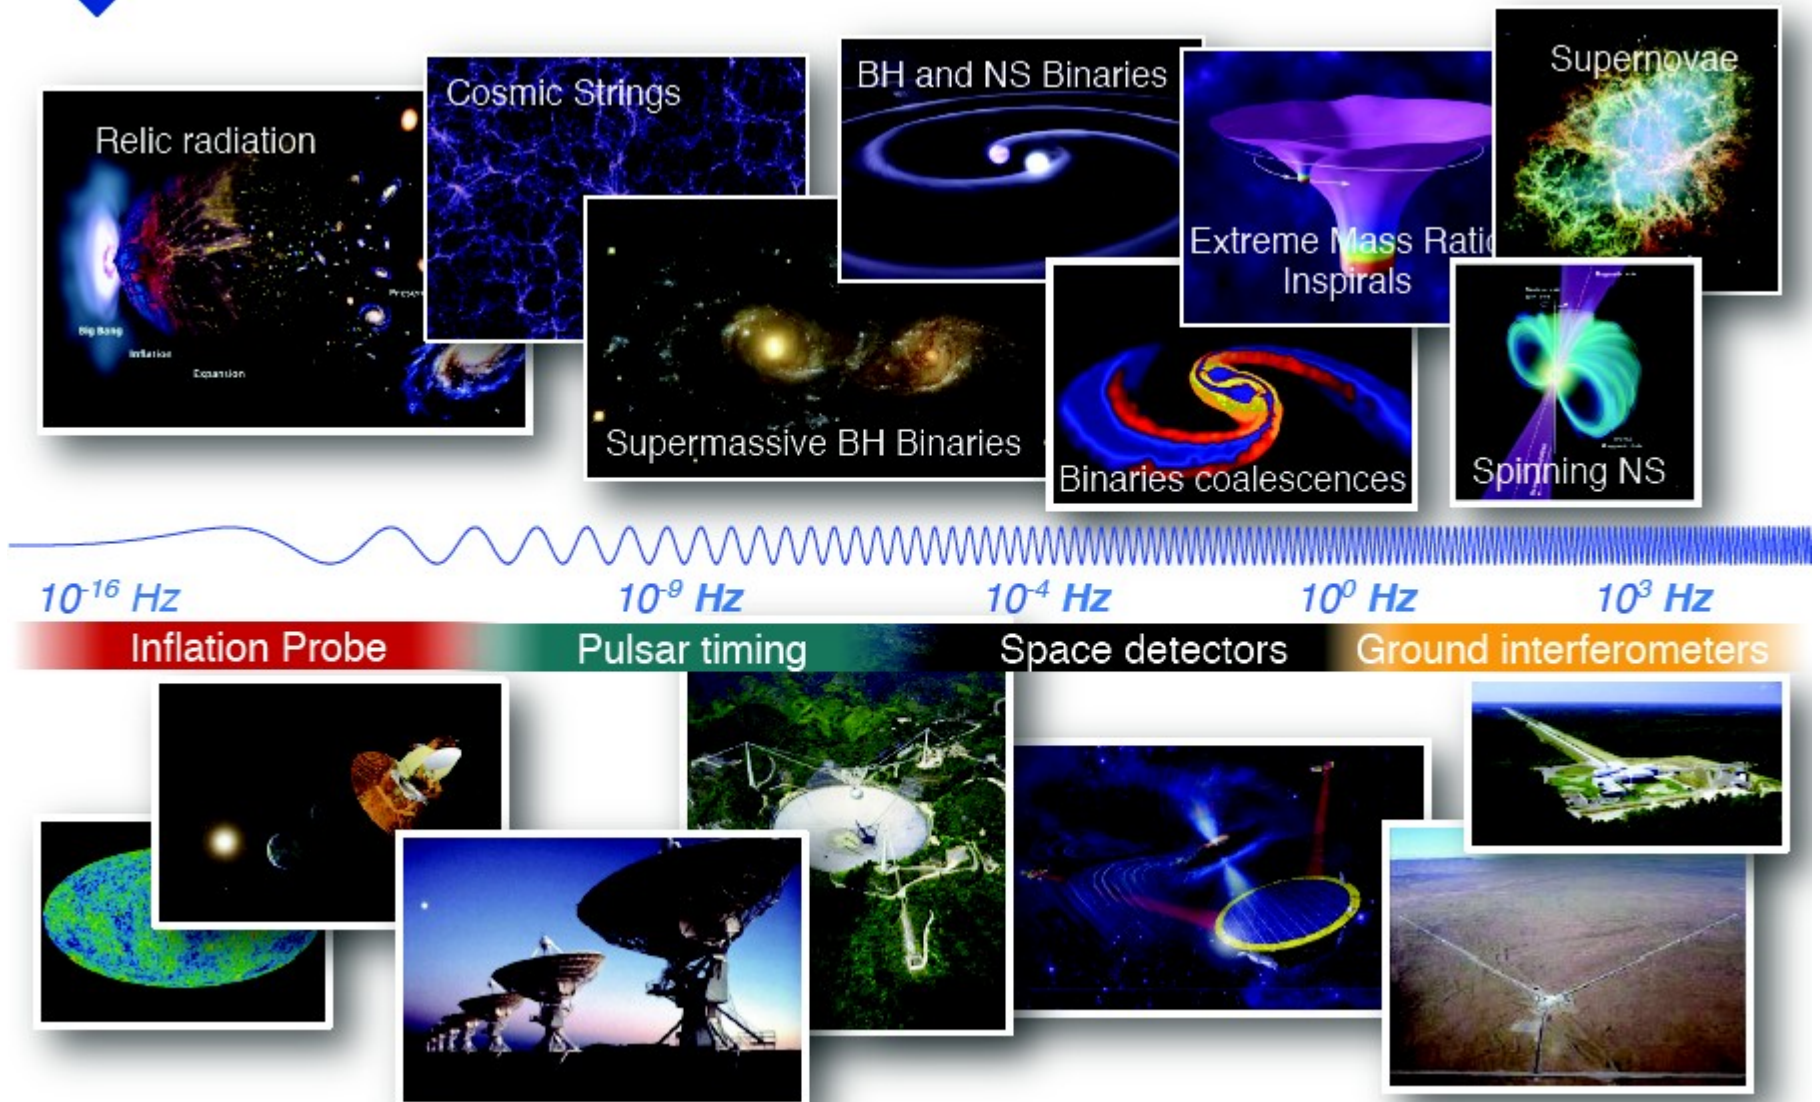 Relic radiation
Big Bang
Inflation
Expansion
Cosmic Strings
Supermassive BH Binaries
BH and NS Binaries
Binaries coalescences
Extreme Mass Ratio
Inspirals
Supernovae
Spinning NS
10⁻¹⁶ Hz
10⁻⁹ Hz
10⁻⁴ Hz
10⁰ Hz
10³ Hz
Inflation Probe
Pulsar timing
Space detectors
Ground interferometers